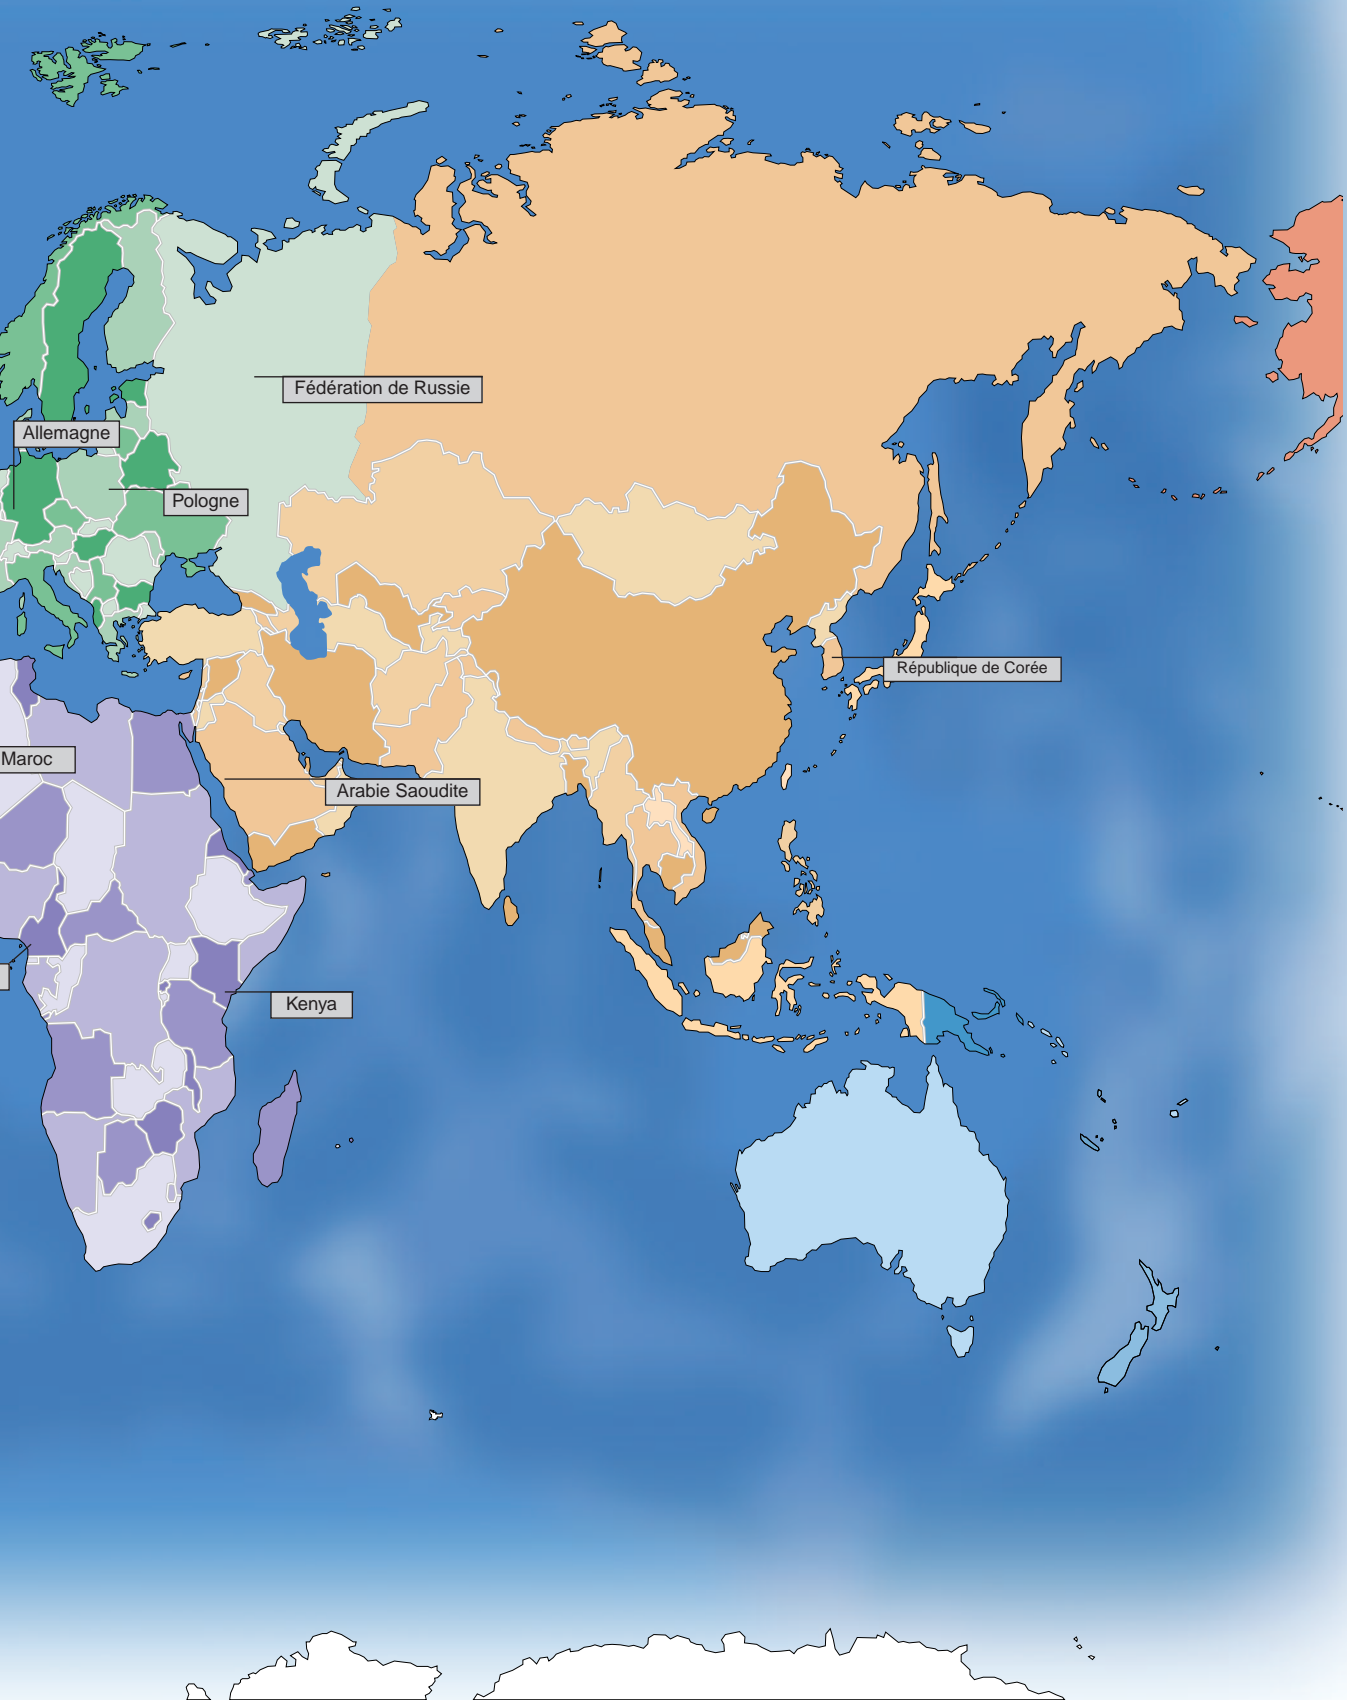 Fédération de Russie
Allemagne
Pologne
République de Corée
Maroc
Arabie Saoudite
Kenya